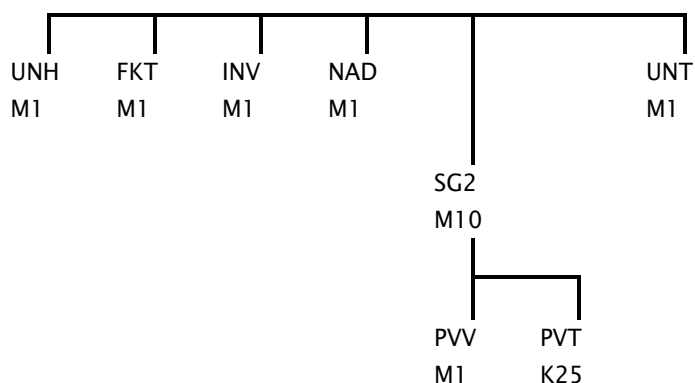 UNH FKT INV NAD UNT
M1 M1 M1 M1 M1
SG2
M10
PVV PVT
M1 K25